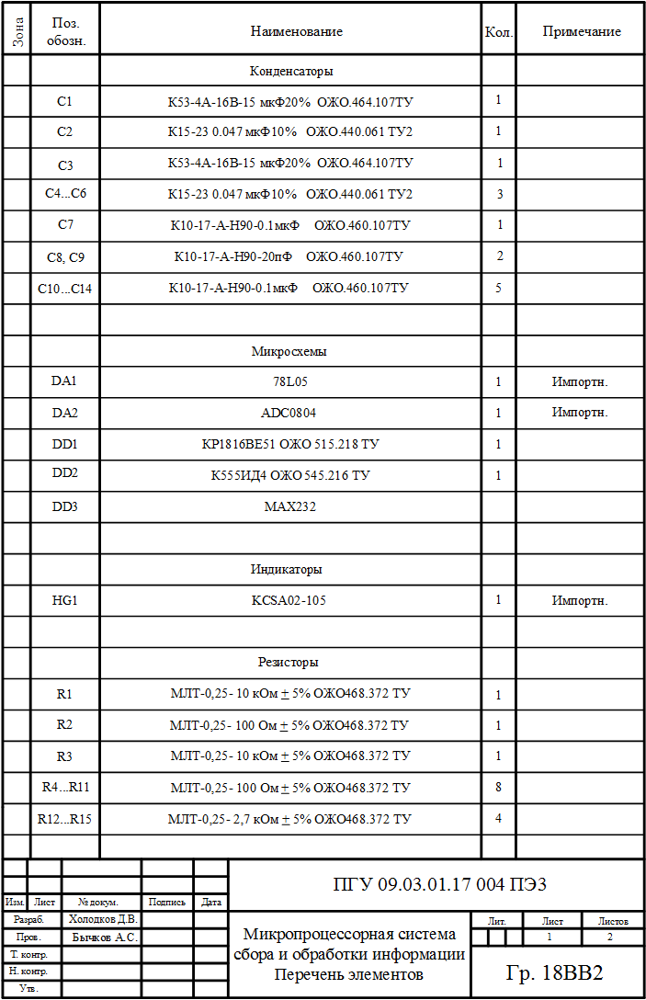 Зона Поз. обозн. Наименование Кол. Примечание
Конденсаторы
C1 К53-4А-16В-15 мкФ20% ОЖО.464.107ТУ 1
C2 К15-23 0.047 мкФ10% ОЖО.440.061 ТУ2 1
C3 К53-4А-16В-15 мкФ20% ОЖО.464.107ТУ 1
C4...C6 К15-23 0.047 мкФ10% ОЖО.440.061 ТУ2 3
C7 К10-17-А-Н90-0.1мкФ ОЖО.460.107ТУ 1
C8, C9 К10-17-А-Н90-20пФ ОЖО.460.107ТУ 2
C10...C14 К10-17-А-Н90-0.1мкФ ОЖО.460.107ТУ 5
Микросхемы
DA1 78L05 1 Импортн.
DA2 ADC0804 1 Импортн.
DD1 КР1816ВЕ51 ОЖО 515.218 ТУ 1
DD2 К555ИД4 ОЖО 545.216 ТУ 1
DD3 MAX232
Индикаторы
HG1 KCSA02-105 1 Импортн.
Резисторы
R1 МЛТ-0,25- 10 кОм ± 5% ОЖО468.372 ТУ 1
R2 МЛТ-0,25- 100 Ом ± 5% ОЖО468.372 ТУ 1
R3 МЛТ-0,25- 10 кОм ± 5% ОЖО468.372 ТУ 1
R4...R11 МЛТ-0,25- 100 Ом ± 5% ОЖО468.372 ТУ 8
R12...R15 МЛТ-0,25- 2,7 кОм ± 5% ОЖО468.372 ТУ 4
ПГУ 09.03.01.17 004 ПЭ3
Изм. Лист № докум. Подпись Дата
Разраб. Холодков Д.В.
Пров. Бычков А.С.
Т. контр.
Н. контр.
Утв.
Микропроцессорная система
сбора и обработки информации
Перечень элементов
Лит. Лист Листов
1 2
Гр. 18ВВ2